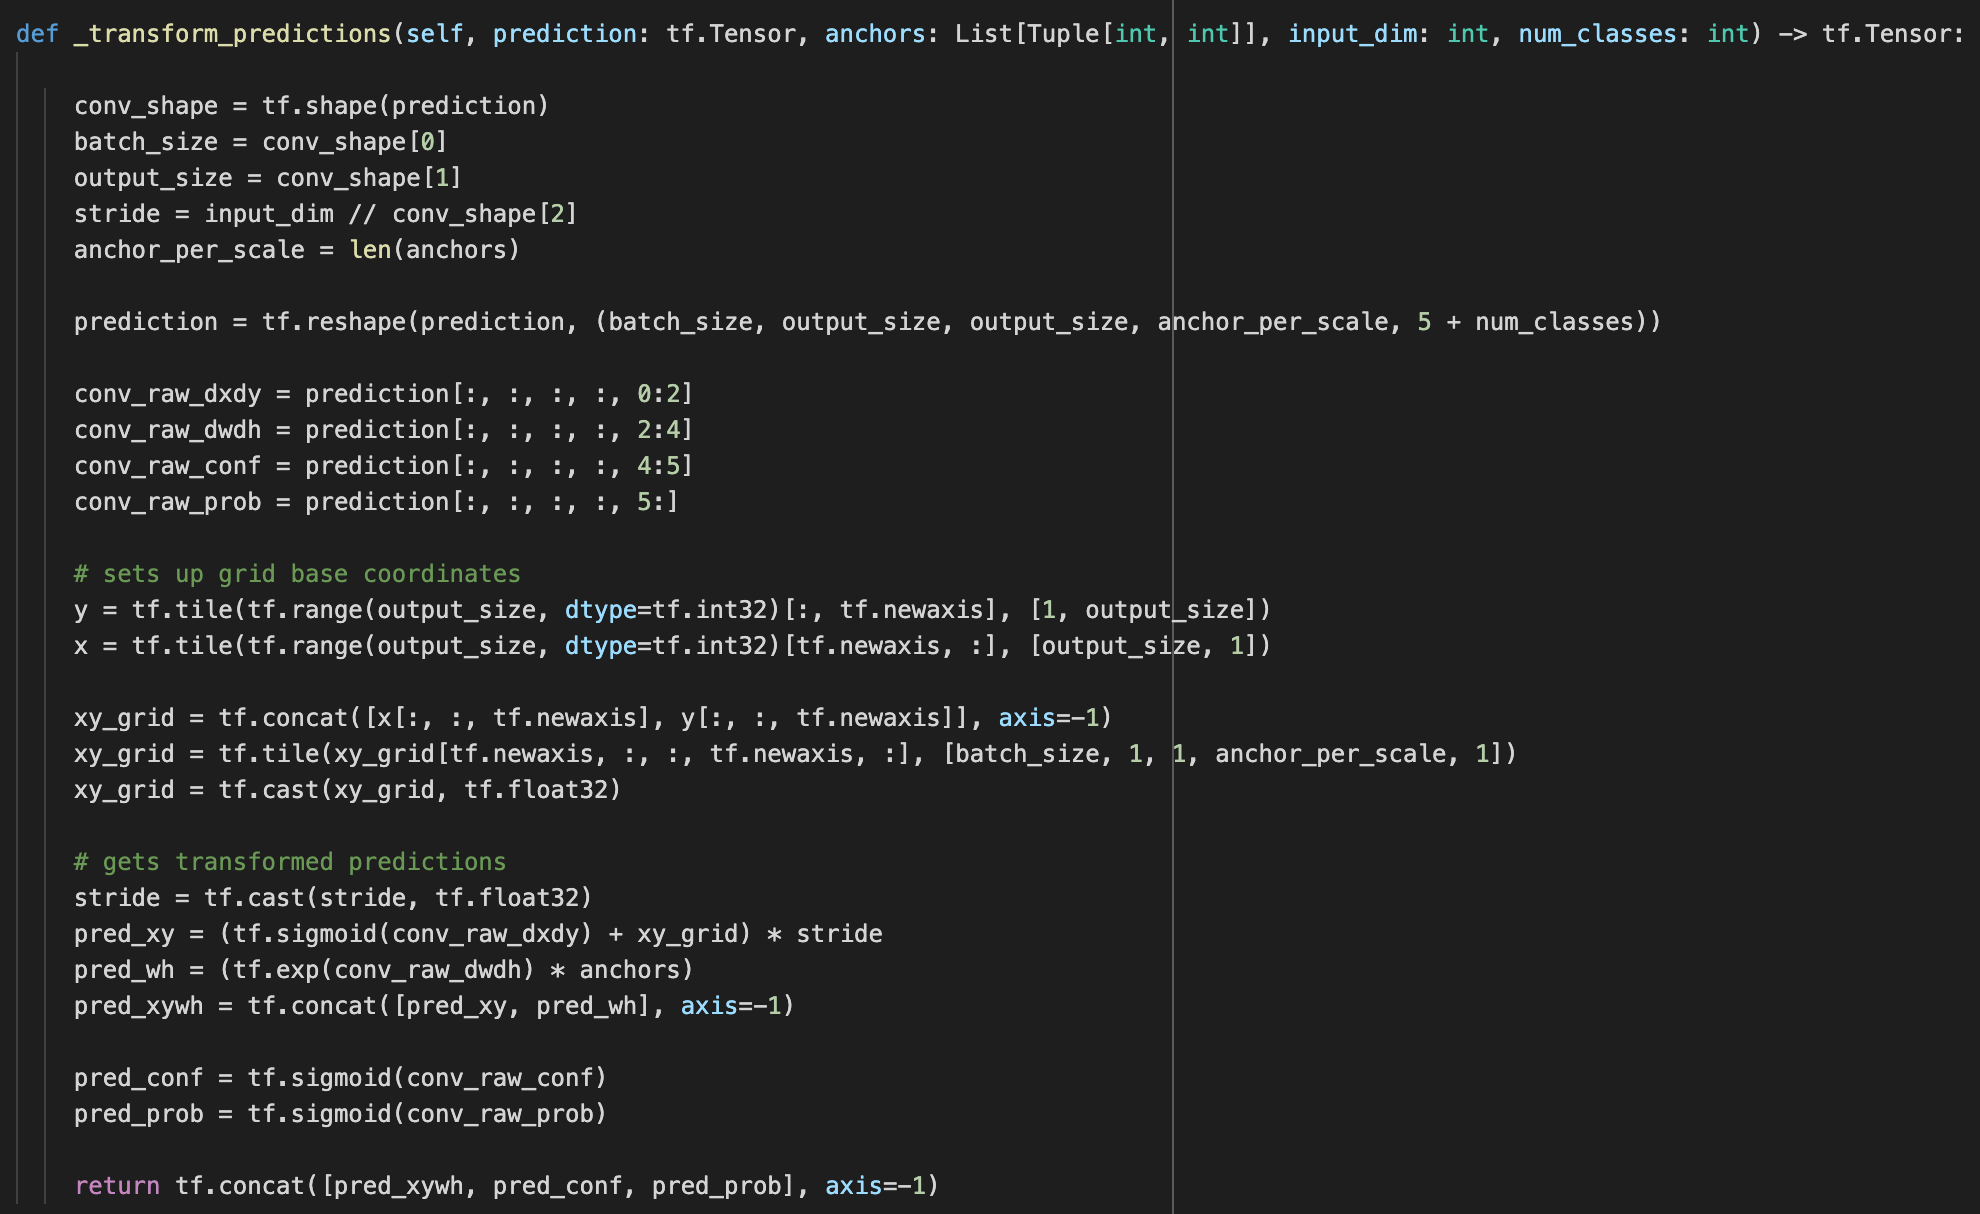 def _transform_predictions(self, prediction: tf.Tensor, anchors: List[Tuple[int, int]], input_dim: int, num_classes: int) -> tf.Tensor:
conv_shape = tf.shape(prediction)
batch_size = conv_shape[0]
output_size = conv_shape[1]
stride = input_dim // conv_shape[2]
anchor_per_scale = len(anchors)
prediction = tf.reshape(prediction, (batch_size, output_size, output_size, anchor_per_scale, 5 + num_classes))
conv_raw_dxdy = prediction[:, :, :, :, 0:2]
conv_raw_dwdh = prediction[:, :, :, :, 2:4]
conv_raw_conf = prediction[:, :, :, :, 4:5]
conv_raw_prob = prediction[:, :, :, :, 5:]
# sets up grid base coordinates
y = tf.tile(tf.range(output_size, dtype=tf.int32)[:, tf.newaxis], [1, output_size])
x = tf.tile(tf.range(output_size, dtype=tf.int32)[tf.newaxis, :], [output_size, 1])
xy_grid = tf.concat([x[:, :, tf.newaxis], y[:, :, tf.newaxis]], axis=-1)
xy_grid = tf.tile(xy_grid[tf.newaxis, :, :, tf.newaxis, :], [batch_size, 1, 1, anchor_per_scale, 1])
xy_grid = tf.cast(xy_grid, tf.float32)
# gets transformed predictions
stride = tf.cast(stride, tf.float32)
pred_xy = (tf.sigmoid(conv_raw_dxdy) + xy_grid) * stride
pred_wh = (tf.exp(conv_raw_dwdh) * anchors)
pred_xywh = tf.concat([pred_xy, pred_wh], axis=-1)
pred_conf = tf.sigmoid(conv_raw_conf)
pred_prob = tf.sigmoid(conv_raw_prob)
return tf.concat([pred_xywh, pred_conf, pred_prob], axis=-1)